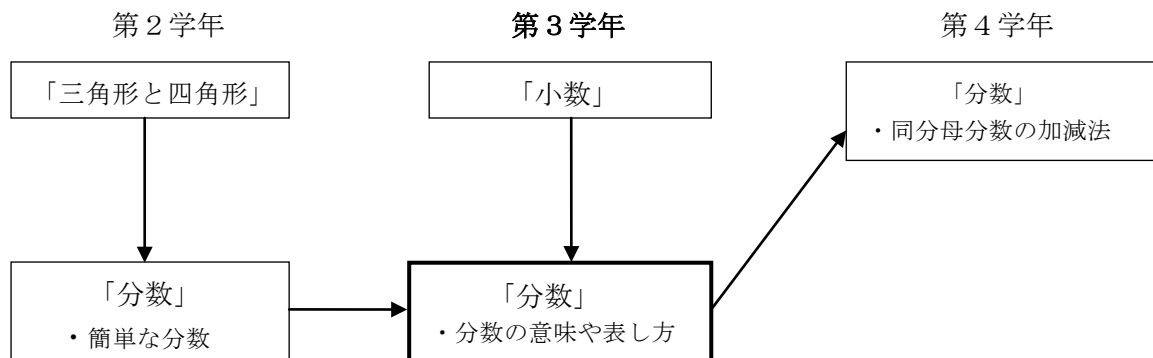 第２学年
第３学年
第４学年
「三角形と四角形」
「小数」
「分数」
・同分母分数の加減法
「分数」
・簡単な分数
「分数」
・分数の意味や表し方